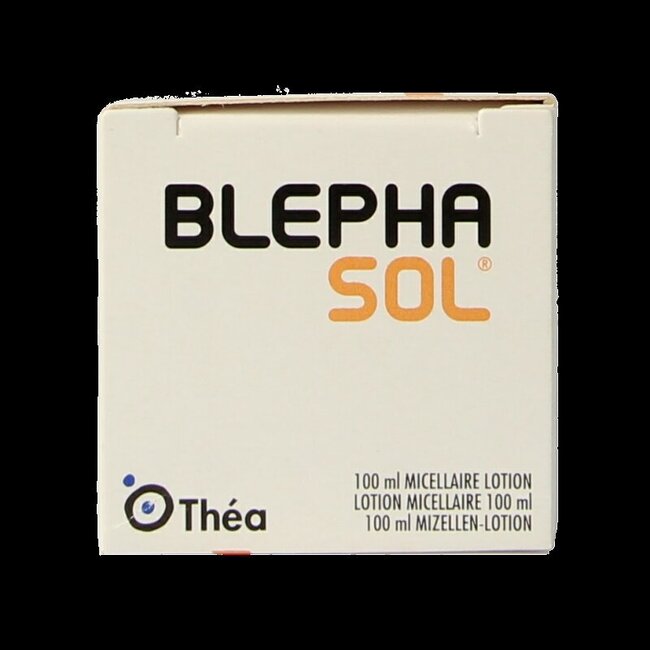 BLEPHA
SOL®
100 ml MICELLAIRE LOTION
LOTION MICELLAIRE 100 ml
100 ml MIZELLEN-LOTION
Théa